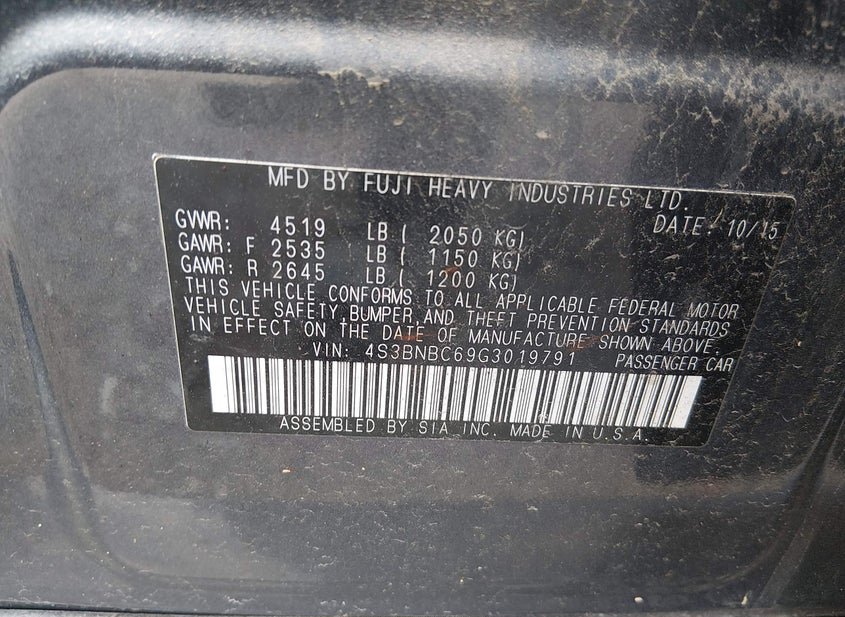 MFD BY FUJI HEAVY INDUSTRIES LTD.
DATE: 10/15
GVWR: 4519 LB ( 2050 KG)
GAWR: F 2535 LB ( 1150 KG)
GAWR: R 2645 LB ( 1200 KG)
THIS VEHICLE CONFORMS TO ALL APPLICABLE FEDERAL MOTOR
VEHICLE SAFETY, BUMPER, AND THEFT PREVENTION STANDARDS
IN EFFECT ON THE DATE OF MANUFACTURE SHOWN ABOVE.
VIN: 4S3BNBC69G3019791 PASSENGER CAR
ASSEMBLED BY SIA INC. MADE IN U.S.A.